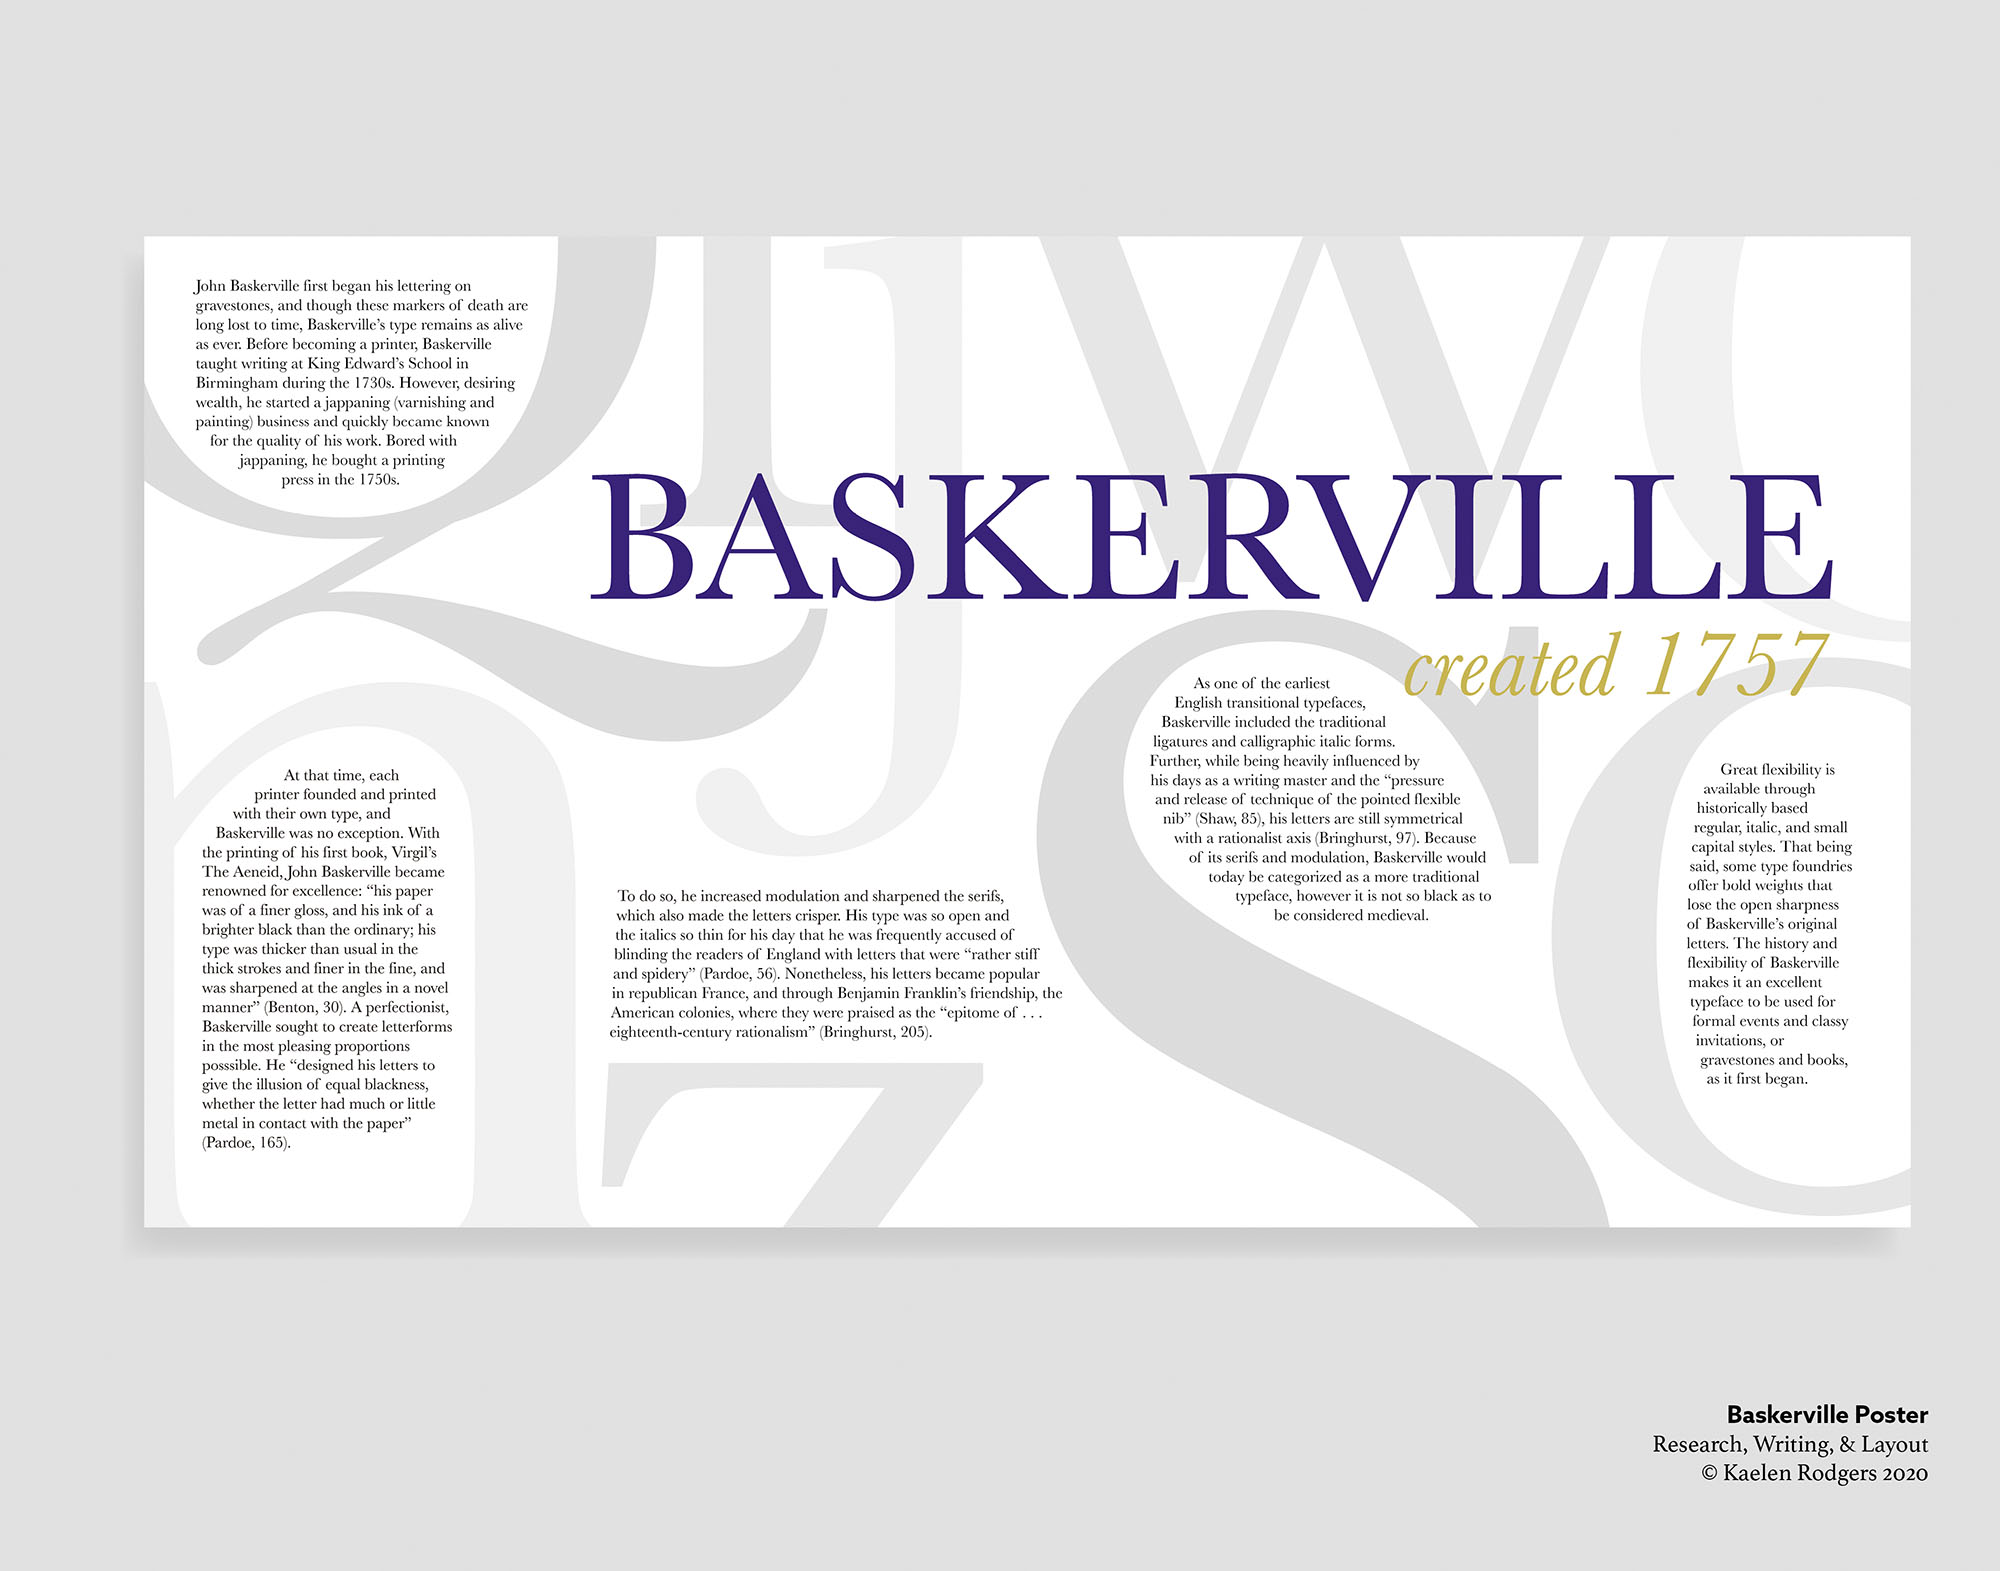 John Baskerville first began his lettering on
gravestones, and though these markers of death are
long lost to time, Baskerville’s type remains as alive
as ever. Before becoming a printer, Baskerville
taught writing at King Edward’s School in
Birmingham during the 1730s. However, desiring
wealth, he started a jappaning (varnishing and
painting) business and quickly became known
for the quality of his work. Bored with
jappaning, he bought a printing
press in the 1750s.
BASKERVILLE
created 1757
At that time, each
printer founded and printed
with their own type, and
Baskerville was no exception. With
the printing of his first book, Virgil’s
The Aeneid, John Baskerville became
renowned for excellence: “his paper
was of a finer gloss, and his ink of a
brighter black than the ordinary; his
type was thicker than usual in the
thick strokes and finer in the fine, and
was sharpened at the angles in a novel
manner” (Benton, 30). A perfectionist,
Baskerville sought to create letterforms
in the most pleasing proportions
posssible. He “designed his letters to
give the illusion of equal blackness,
whether the letter had much or little
metal in contact with the paper”
(Pardoe, 165).
To do so, he increased modulation and sharpened the serifs,
which also made the letters crisper. His type was so open and
the italics so thin for his day that he was frequently accused of
blinding the readers of England with letters that were “rather stiff
and spidery” (Pardoe, 56). Nonetheless, his letters became popular
in republican France, and through Benjamin Franklin’s friendship, the
American colonies, where they were praised as the “epitome of . . .
eighteenth-century rationalism” (Bringhurst, 205).
As one of the earliest
English transitional typefaces,
Baskerville included the traditional
ligatures and calligraphic italic forms.
Further, while being heavily influenced by
his days as a writing master and the “pressure
and release of technique of the pointed flexible
nib” (Shaw, 85), his letters are still symmetrical
with a rationalist axis (Bringhurst, 97). Because
of its serifs and modulation, Baskerville would
today be categorized as a more traditional
typeface, however it is not so black as to
be considered medieval.
Great flexibility is
available through
historically based
regular, italic, and small
capital styles. That being
said, some type foundries
offer bold weights that
lose the open sharpness
of Baskerville’s original
letters. The history and
flexibility of Baskerville
makes it an excellent
typeface to be used for
formal events and classy
invitations, or
gravestones and books,
as it first began.
Baskerville Poster
Research, Writing, & Layout
© Kaelen Rodgers 2020